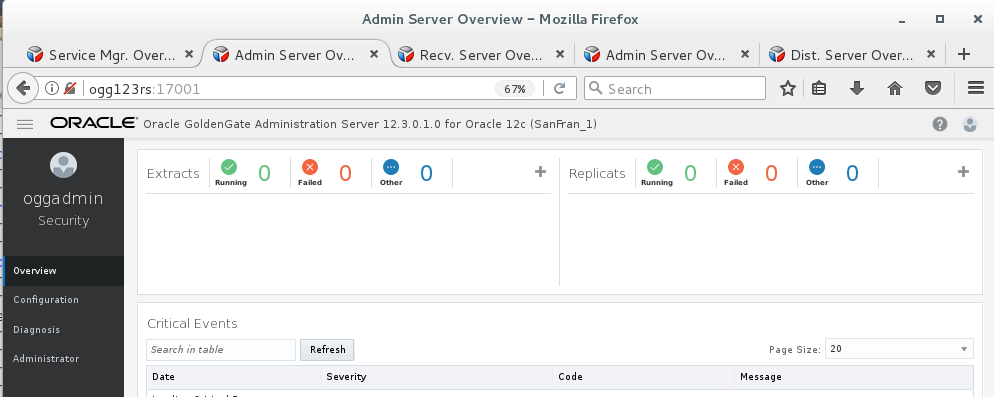 Admin Server Overview – Mozilla Firefox
Service Mgr. Over...
Admin Server Ov...
Recv. Server Ove...
Admin Server Ov...
Dist. Server Over...
ogg123rs:17001
67%
Search
ORACLE Oracle GoldenGate Administration Server 12.3.0.1.0 for Oracle 12c (SanFran_1)
oggadmin
Security
Overview
Configuration
Diagnosis
Administrator
Extracts
Running
0
Failed
0
Other
0
Replicats
Running
0
Failed
0
Other
0
Critical Events
Search in table
Refresh
Page Size:
20
Date
Severity
Code
Message